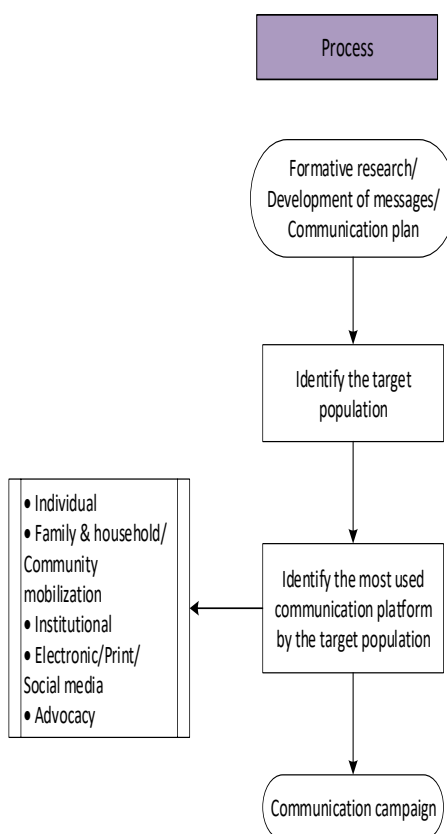 Process
Formative research/
Development of messages/
Communication plan
Identify the target
population
• Individual
• Family & household/
Community
mobilization
• Institutional
• Electronic/Print/
Social media
• Advocacy
Identify the most used
communication platform
by the target population
Communication campaign